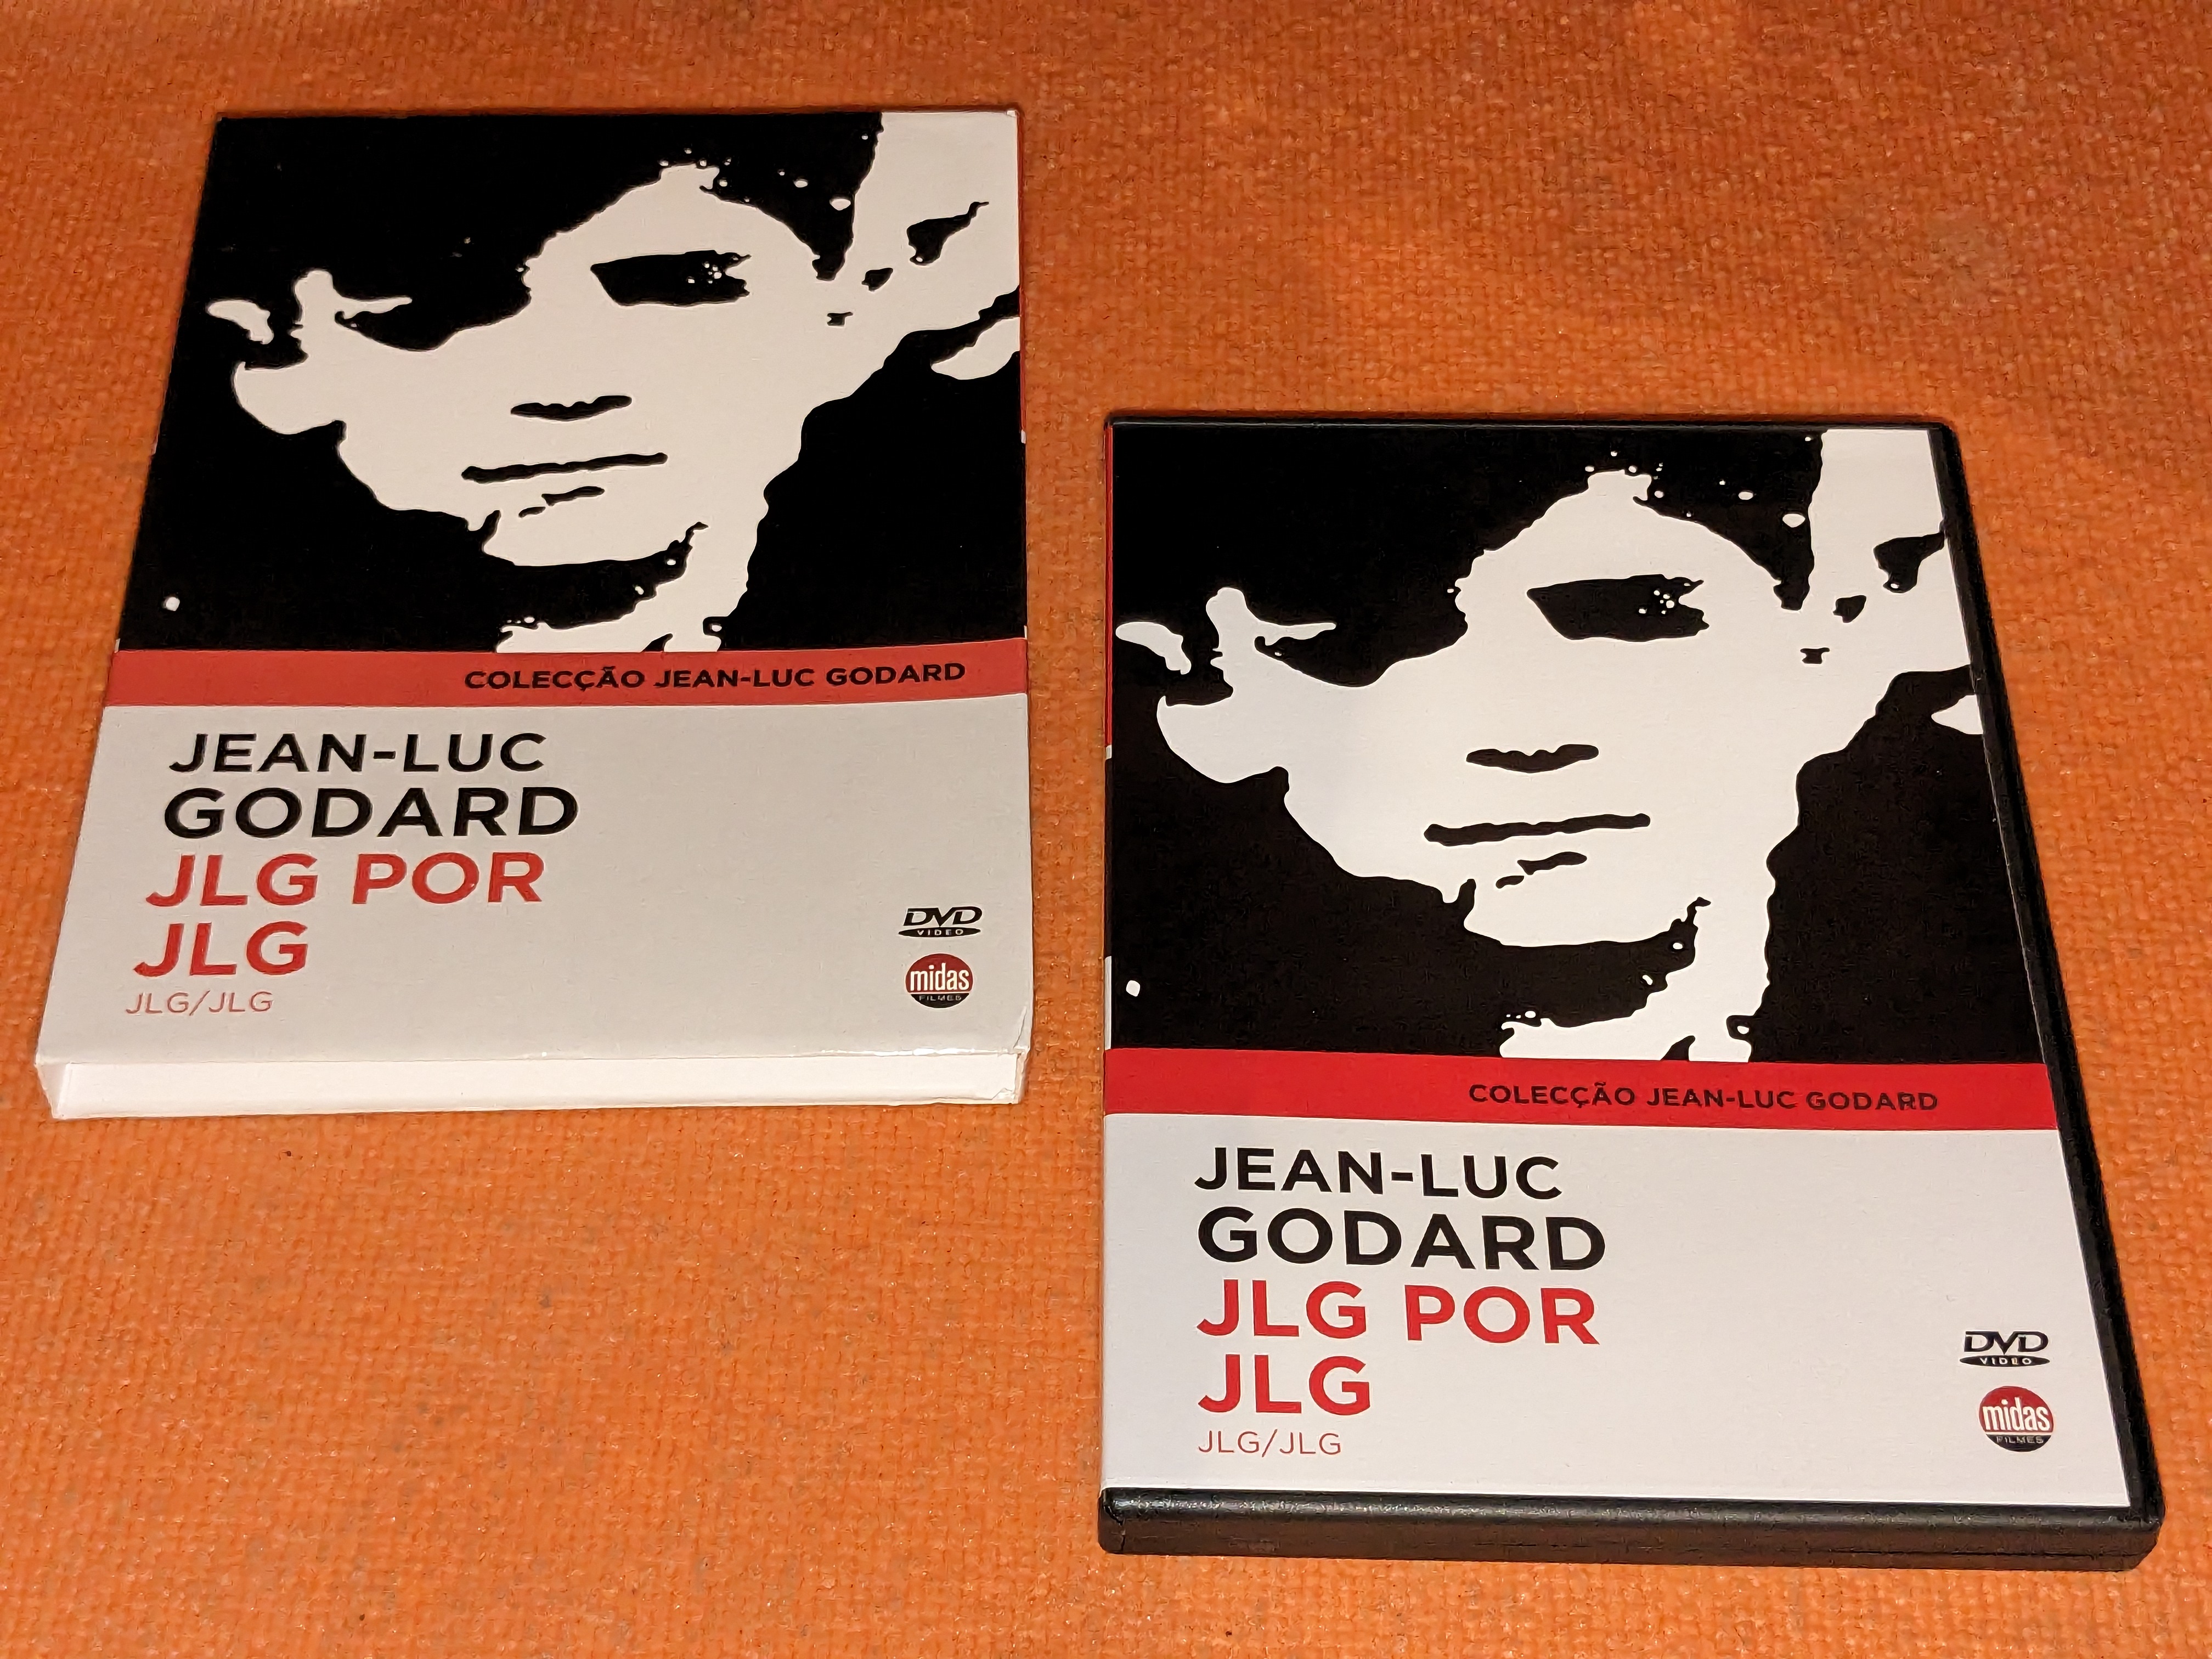 COLECÇÃO JEAN-LUC GODARD
JEAN-LUC
GODARD
JLG POR
JLG
JLG/JLG
DVD
VIDEO
midas
FILMES
COLECÇÃO JEAN-LUC GODARD
JEAN-LUC
GODARD
JLG POR
JLG
JLG/JLG
DVD
VIDEO
midas
FILMES